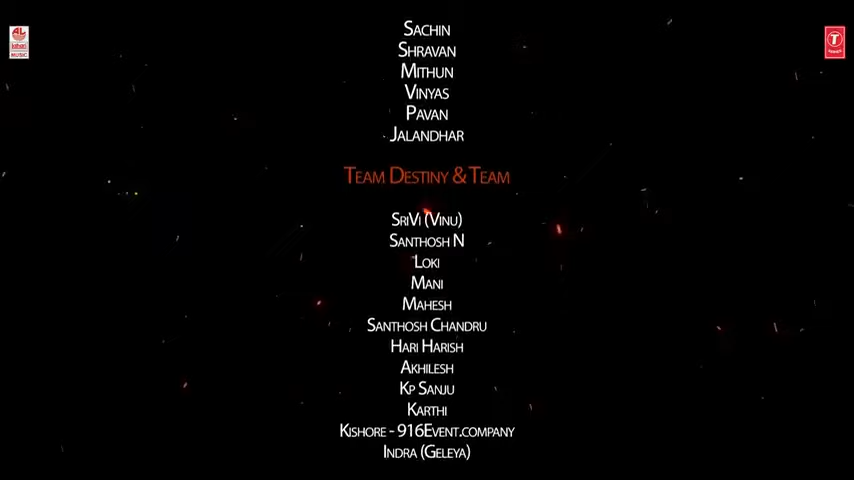 Sachin
Shravan
Mithun
Vinyas
Pavan
Jalandhar
Team Destiny & Team
SriVi (Vinu)
Santhosh N
Loki
Mani
Mahesh
Santhosh Chandru
Hari Harish
Akhilesh
Kp Sanju
Karthi
Kishore - 916Event.company
Indra (Geleya)